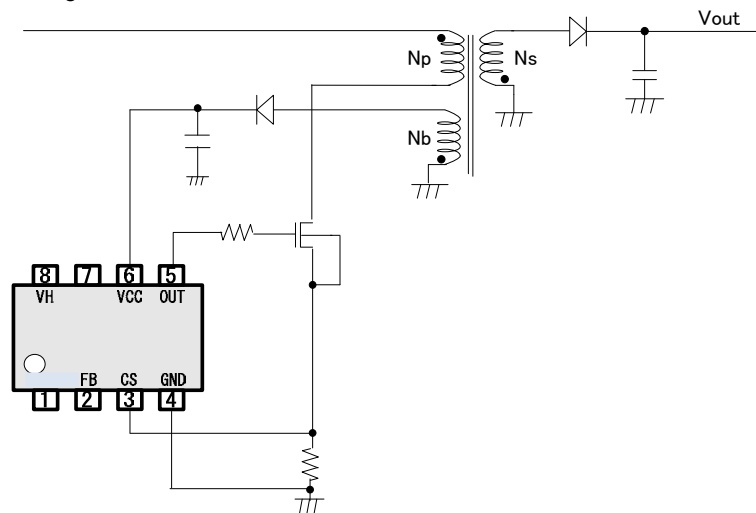 Vout
Np
Ns
Nb
8 7 6 5
VH VCC OUT
FB CS GND
1 2 3 4